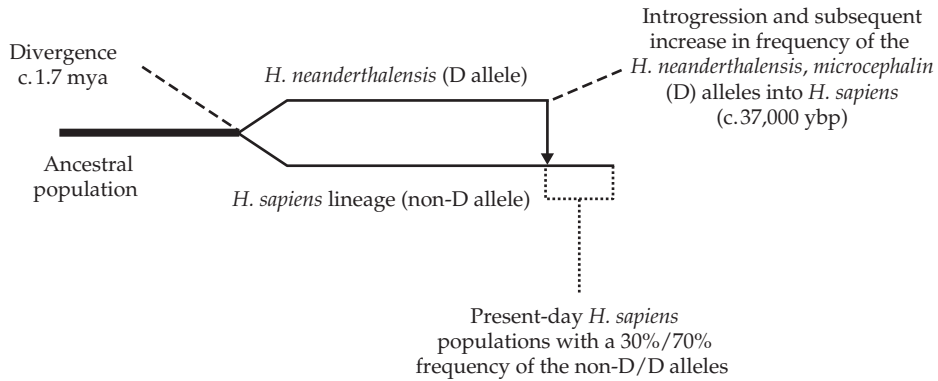 Divergence
c.1.7 mya
H. neanderthalensis (D allele)
Introgression and subsequent
increase in frequency of the
H. neanderthalensis, microcephalin
(D) alleles into H. sapiens
(c.37,000 ybp)
Ancestral
population
H. sapiens lineage (non-D allele)
Present-day H. sapiens
populations with a 30%/70%
frequency of the non-D/D alleles